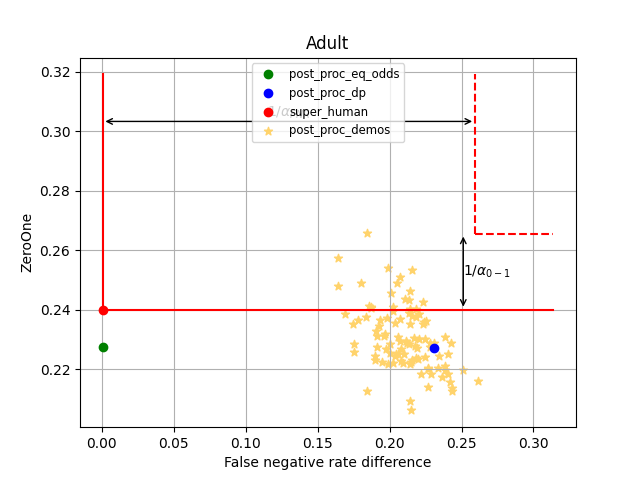 Adult
post_proc_eq_odds
post_proc_dp
super_human
post_proc_demos
0.32
0.30
0.28
0.26
0.24
0.22
1/α₀₋₁
ZeroOne
0.00
0.05
0.10
0.15
0.20
0.25
0.30
False negative rate difference